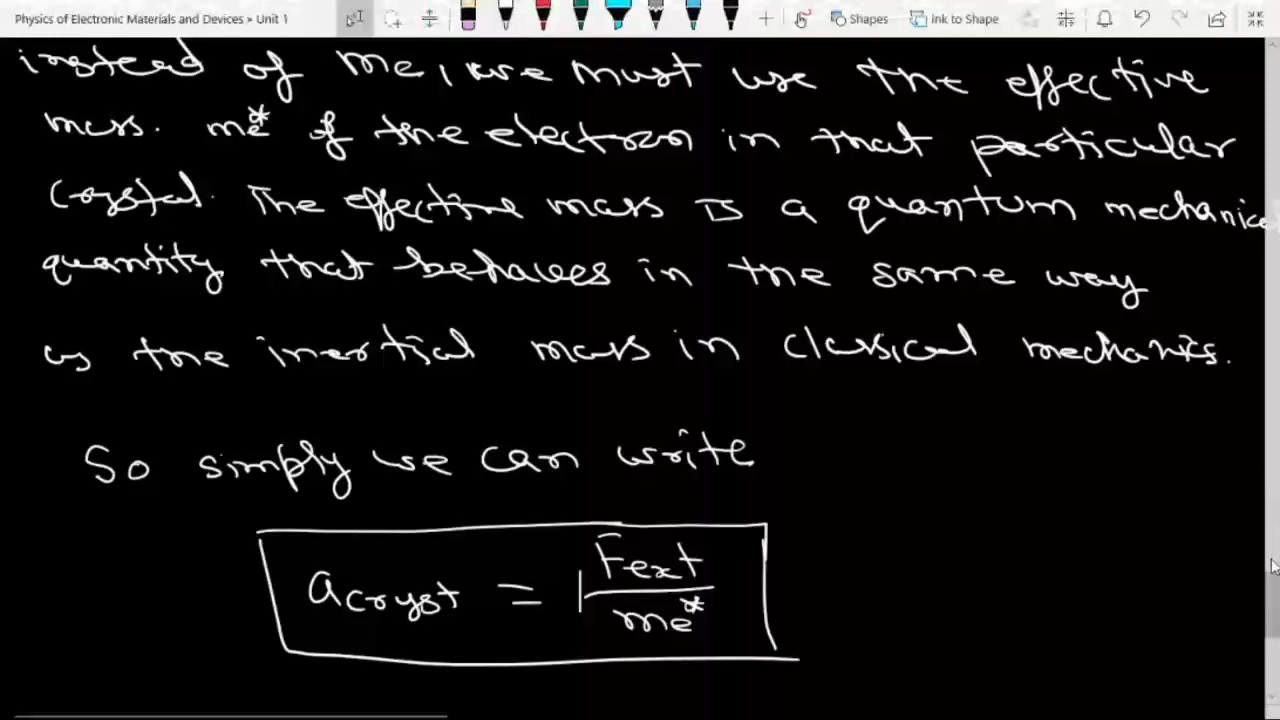 Physics of Electronic Materials and Devices > Unit 1
Shapes
Ink to Shape
instead of me, we must use the effective
mass. me* of the electron in that particular
crystal. The effective mass is a quantum mechanic
quantity that behaves in the same way
as the inertial mass in classical mechanics.
So simply we can write
acryst = Fext
me*